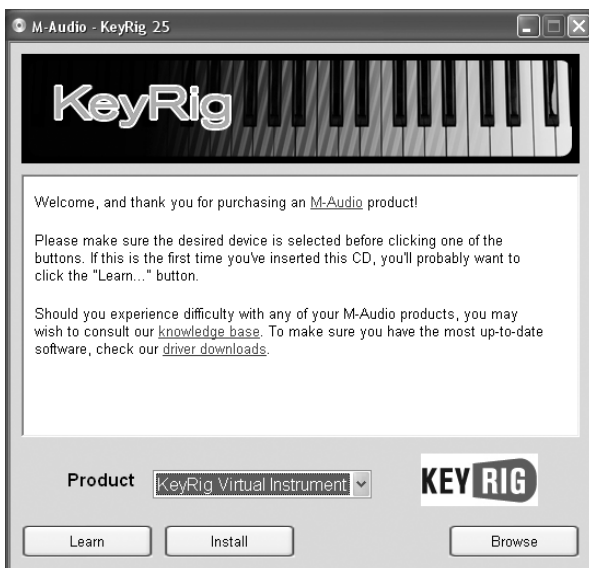 M-Audio - KeyRig 25
KeyRig
Welcome, and thank you for purchasing an M-Audio product!
Please make sure the desired device is selected before clicking one of the
buttons. If this is the first time you've inserted this CD, you'll probably want to
click the "Learn..." button.
Should you experience difficulty with any of your M-Audio products, you may
wish to consult our knowledge base. To make sure you have the most up-to-date
software, check our driver downloads.
Product
KeyRig Virtual Instrument
KEY RIG
Learn
Install
Browse